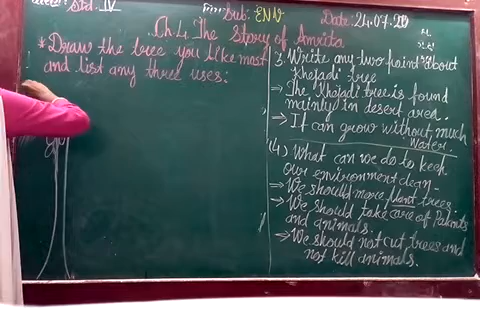 Std. IV
Sub: ENV
Date: 24.07.20
Ch 4. The Story of Amrita
* Draw the tree you like most
and list any three uses:
3. Write any two point about
Khejadi tree
→ The Khejadi tree is found
mainly in desert area.
→ It can grow without much
water.
(4) What can we do to keep
our environment clean-
→ We should more plant trees.
→ We should take care of
and animals.
→ We should not cut trees and
not kill animals.